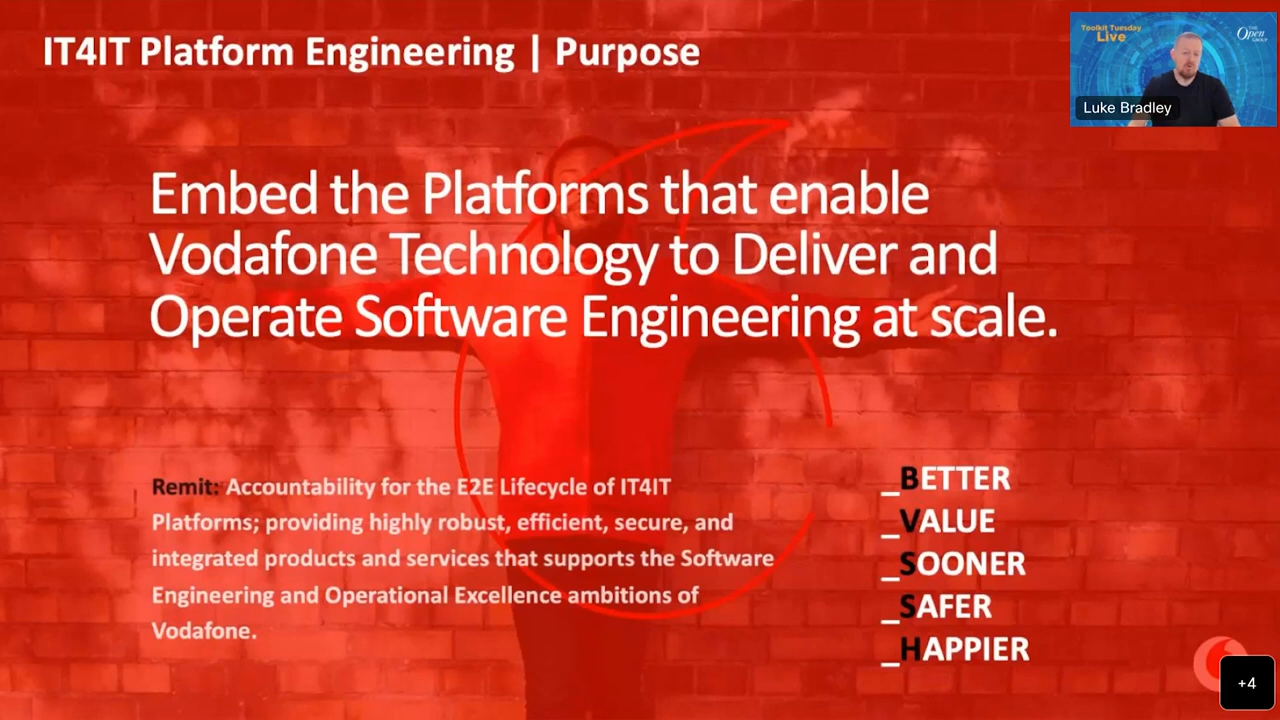 IT4IT Platform Engineering | Purpose
Toolkit Tuesday
Live
THE
Open
GROUP
Luke Bradley
Embed the Platforms that enable
Vodafone Technology to Deliver and
Operate Software Engineering at scale.
Remit: Accountability for the E2E Lifecycle of IT4IT
Platforms; providing highly robust, efficient, secure, and
integrated products and services that supports the Software
Engineering and Operational Excellence ambitions of
Vodafone.
_BETTER
_VALUE
_SOONER
_SAFER
_HAPPIER
+4